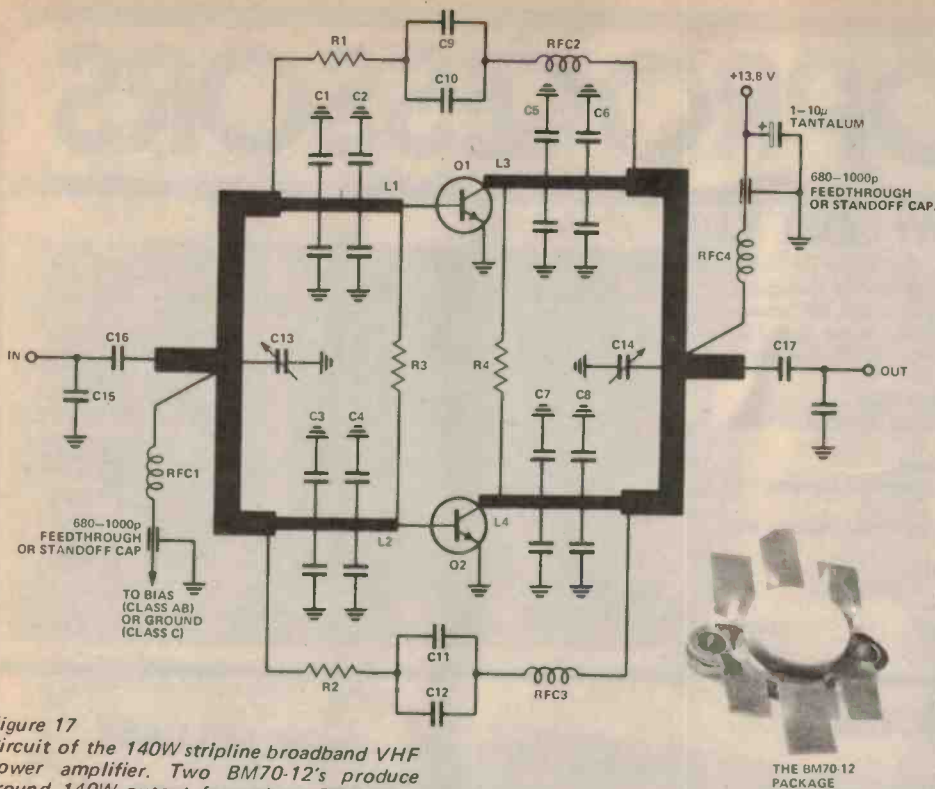 R1
C9
C10
RFC2
+13.8 V
1–10μ
TANTALUM
C1
C2
C5
C6
680–1000p
FEEDTHROUGH
OR STANDOFF CAP.
L1
Q1
L3
RFC4
C16
C13
C14
C17
IN
OUT
C15
R3
R4
C3
C4
C7
C8
RFC1
680–1000p
FEEDTHROUGH
OR STANDOFF CAP
L2
Q2
L4
TO BIAS
(CLASS AB)
OR GROUND
(CLASS C)
R2
C11
C12
RFC3
igure 17
ircuit of the 140W stripline broadband VHF
ower amplifier. Two BM70-12's produce
round 140W
THE BM70-12
PACKAGE